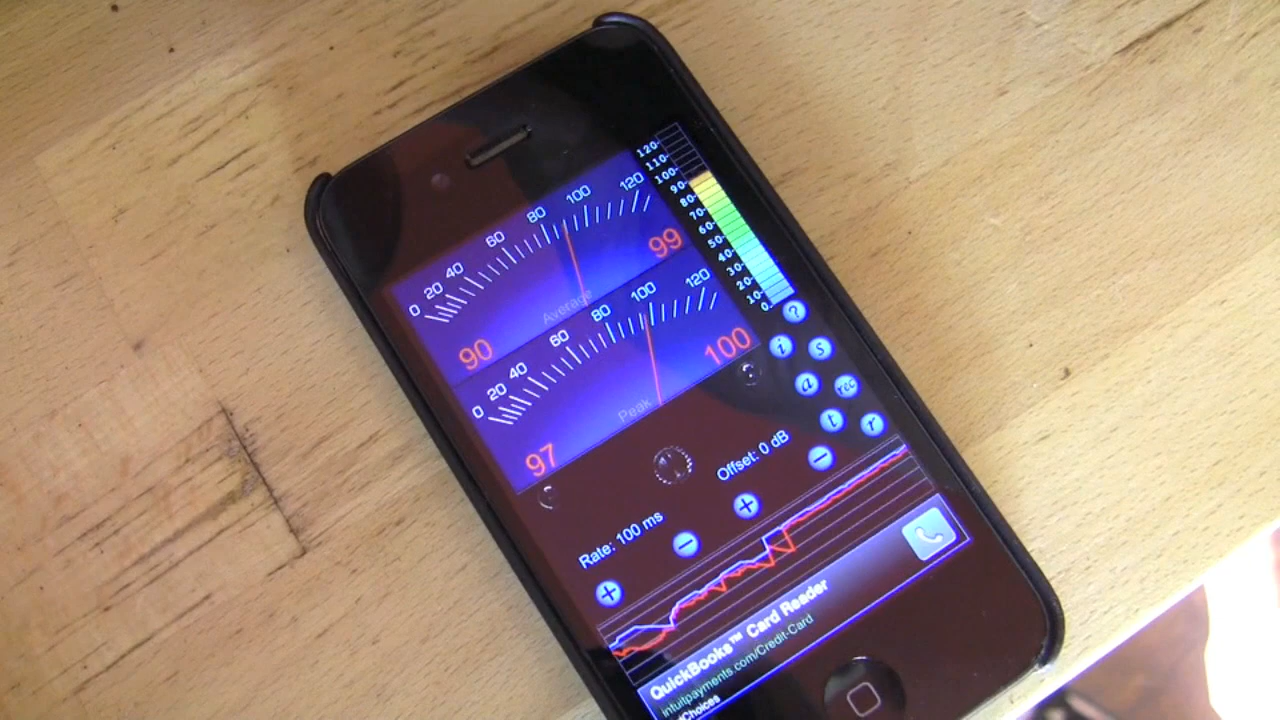 0 20 40 60 80 100 120
Average
90 99
0 20 40 60 80 100 120
Peak
97 100
120-
110-
100-
90-
80-
70-
60-
50-
40-
30-
20-
10-
0-
?
i s
a rec
t r
Offset: 0 dB
+ −
Rate: 100 ms
+ −
QuickBooks™ Card Reader
intuitpayments.com/Credit-Card
dChoices